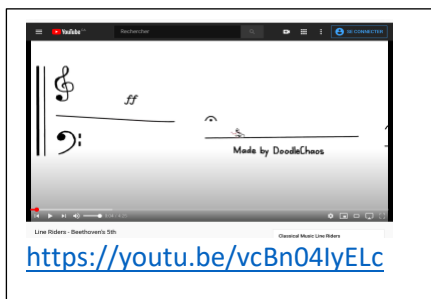 YouTube
Rechercher
SE CONNECTER
ff
Made by DoodleChaos
Line Riders - Beethoven's 5th
Classical Music Line Riders
https://youtu.be/vcBn04IyELc